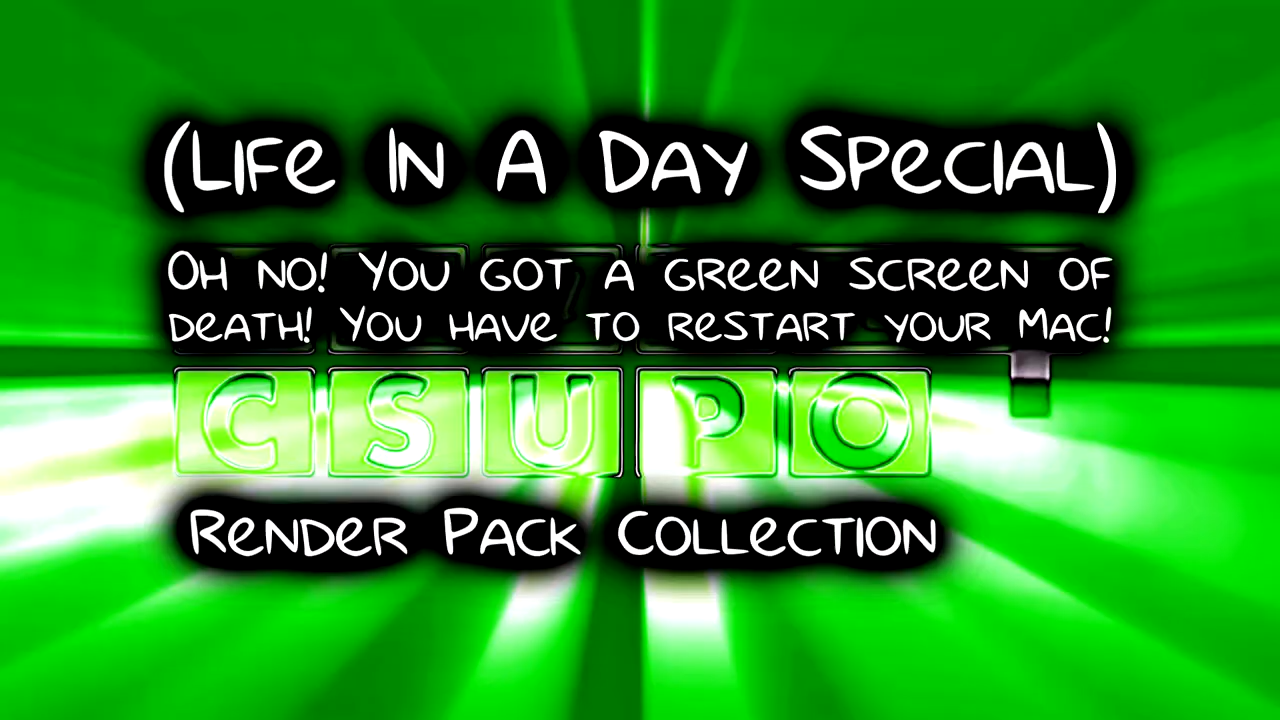 (Life In A Day Special)
Oh no! You got a green screen of
death! You have to restart your Mac!
C S U P O
Render Pack Collection